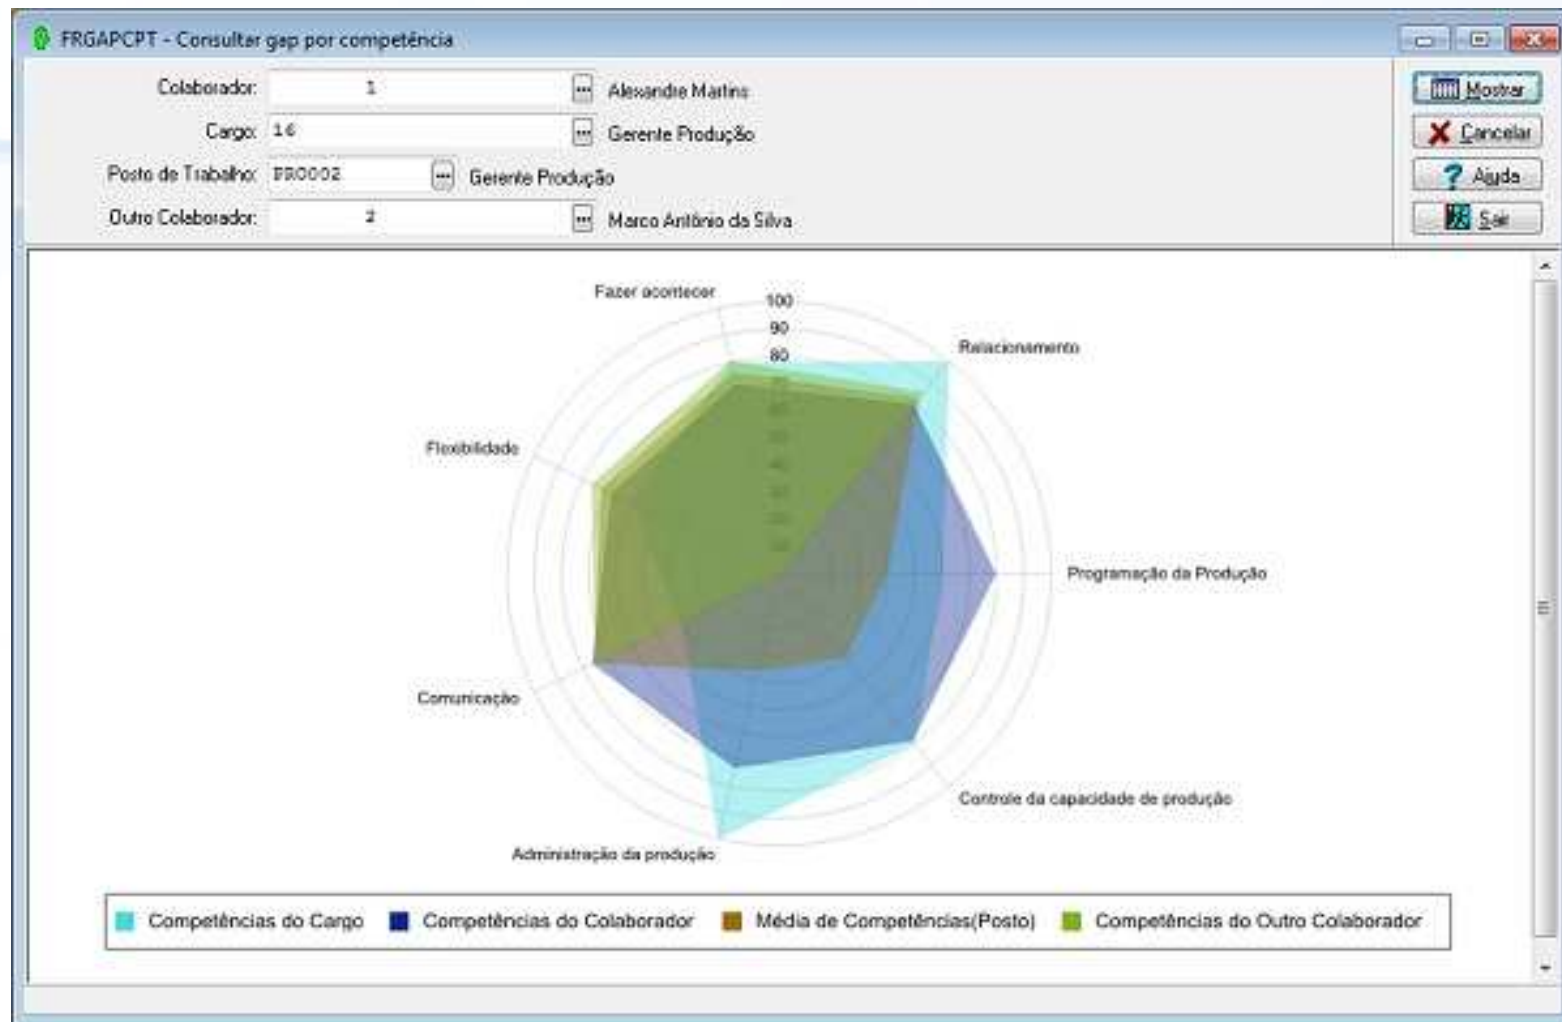 FRGAPCPT - Consultar gap por competência
Colaborador: 1 ... Alexandre Martins
Mostrar
Cargo: 16 ... Gerente Produção
Cancelar
Posto de Trabalho: PRO002 ... Gerente Produção
Ajuda
Outro Colaborador: 2 ... Marco Antônio da Silva
Sair
Fazer acontecer
100
90
80
Relacionamento
Flexibilidade
Programação da Produção
Comunicação
Controle da capacidade de produção
Administração da produção
Competências do Cargo Competências do Colaborador Média de Competências(Posto) Competências do Outro Colaborador